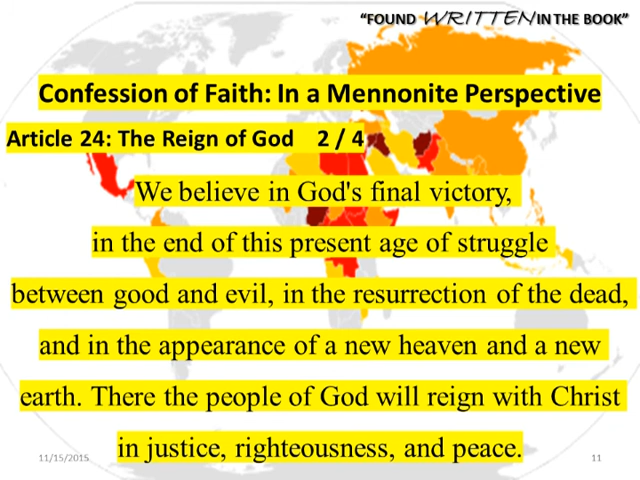 “FOUND WRITTEN IN THE BOOK”
Confession of Faith: In a Mennonite Perspective
Article 24: The Reign of God 2 / 4
We believe in God's final victory,
in the end of this present age of struggle
between good and evil, in the resurrection of the dead,
and in the appearance of a new heaven and a new
earth. There the people of God will reign with Christ
in justice, righteousness, and peace.
11/15/2015
11